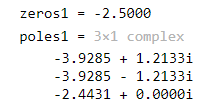 zeros1 = -2.5000
poles1 = 3×1 complex
-3.9285 + 1.2133i
-3.9285 - 1.2133i
-2.4431 + 0.0000i